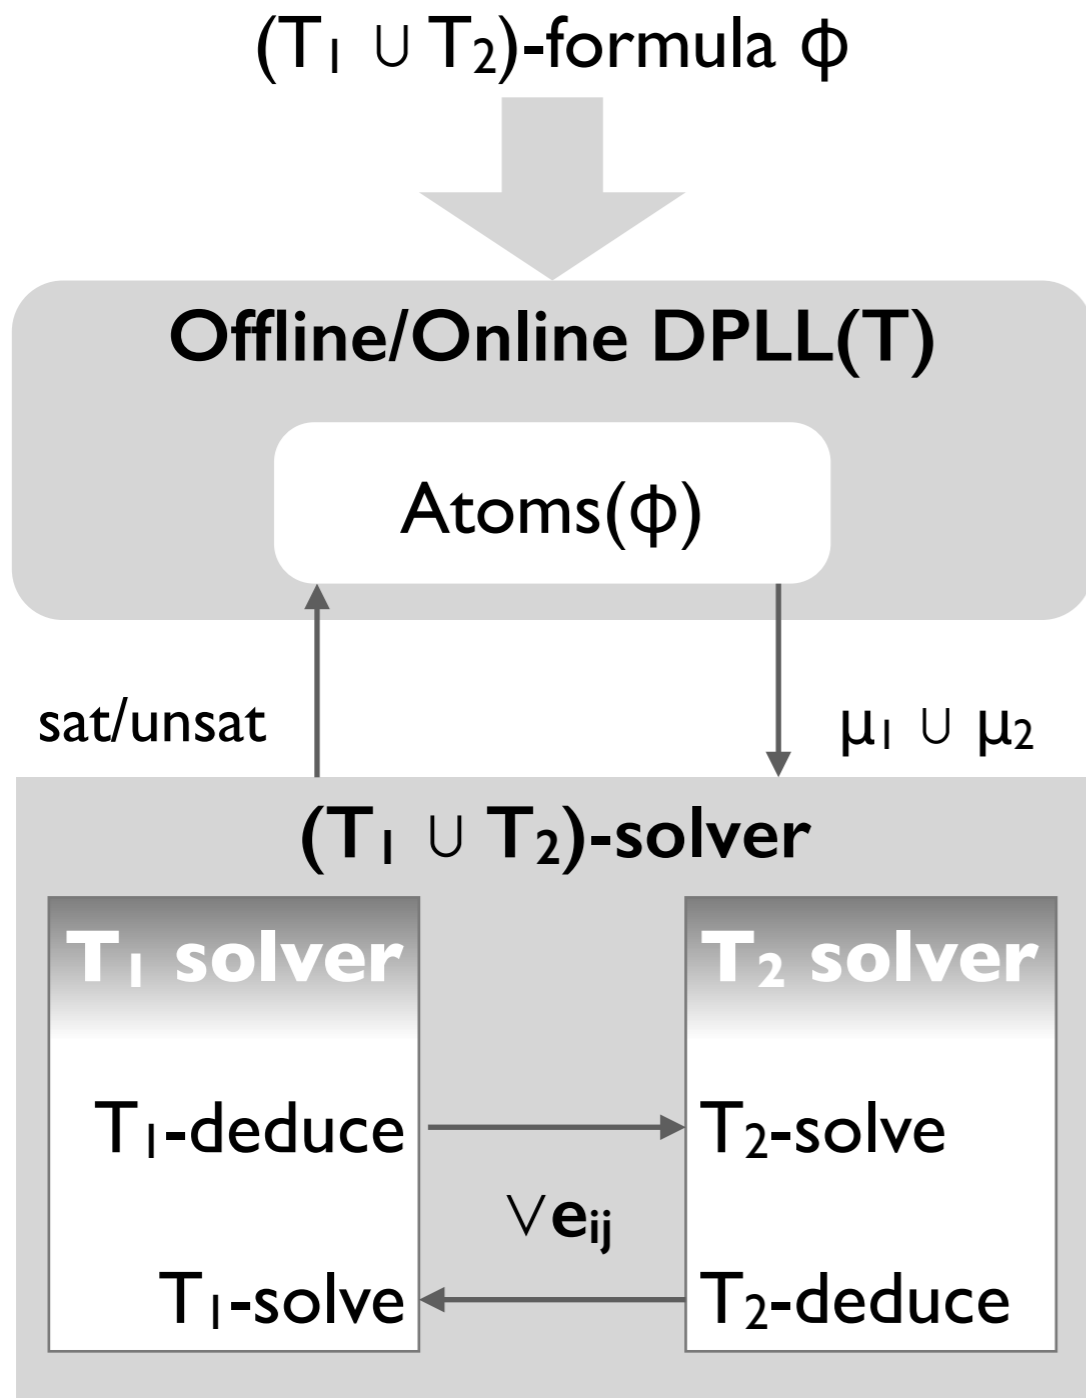 (T₁ ∪ T₂)-formula ϕ
Offline/Online DPLL(T)
Atoms(ϕ)
sat/unsat
μ₁ ∪ μ₂
(T₁ ∪ T₂)-solver
T₁ solver
T₂ solver
T₁-deduce
T₂-solve
∨eᵢⱼ
T₁-solve
T₂-deduce